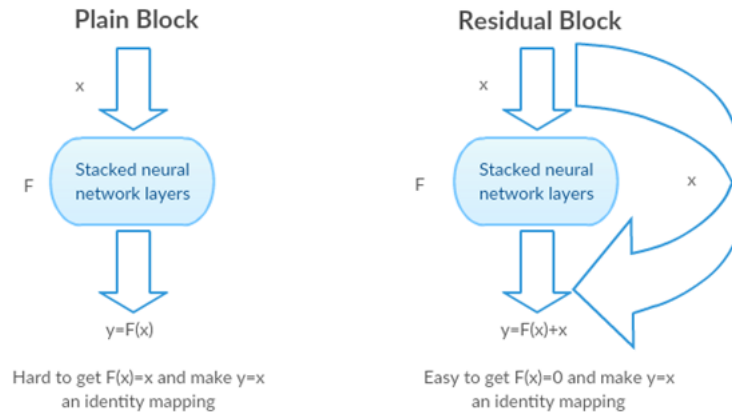 Plain Block
x
F
Stacked neural
network layers
y=F(x)
Hard to get F(x)=x and make y=x
an identity mapping
Residual Block
x
F
Stacked neural
network layers
x
y=F(x)+x
Easy to get F(x)=0 and make y=x
an identity mapping